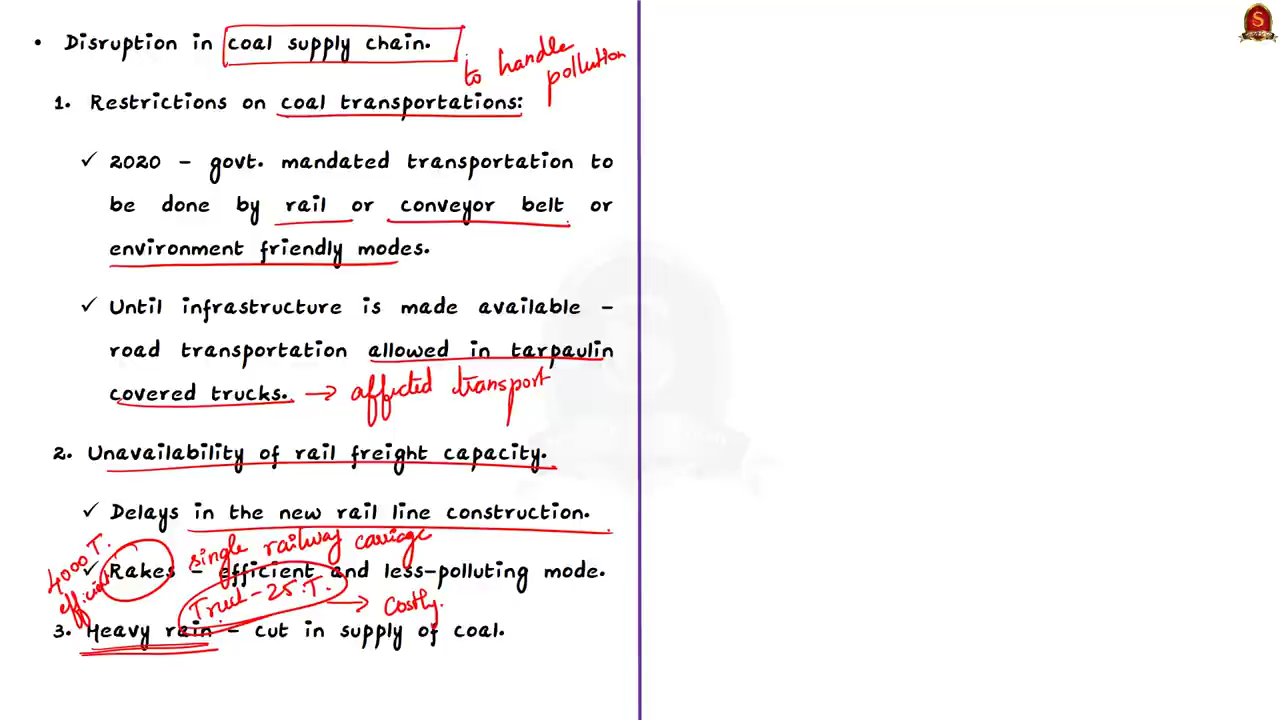 • Disruption in coal supply chain.
to handle
pollution
1. Restrictions on coal transportations:
✓ 2020 - govt. mandated transportation to
be done by rail or conveyor belt or
environment friendly modes.
✓ Until infrastructure is made available -
road transportation allowed in tarpaulin
covered trucks. → affected transport
2. Unavailability of rail freight capacity.
✓ Delays in the new rail line construction.
single railway carriage
4000 T.
efficient
✓ Rakes - efficient and less-polluting mode.
Truck - 25 T. → costly.
3. Heavy rain - cut in supply of coal.
S